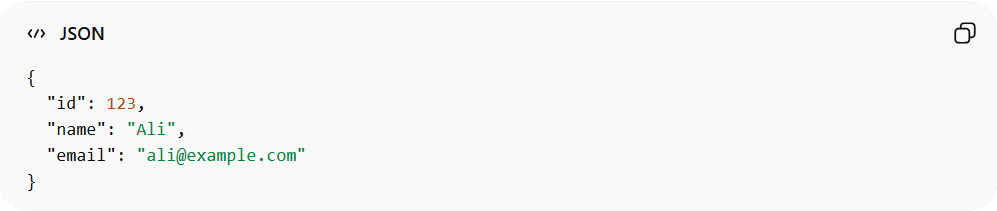 JSON
{
  "id": 123,
  "name": "Ali",
  "email": "ali@example.com"
}